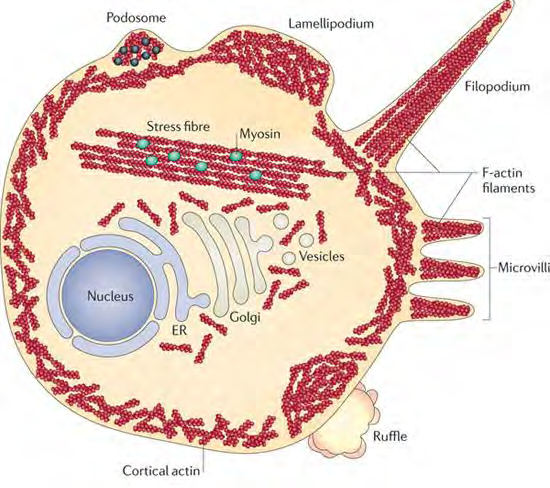 Podosome
Lamellipodium
Filopodium
Stress fibre
Myosin
F-actin
filaments
Vesicles
Microvilli
Nucleus
Golgi
ER
Ruffle
Cortical actin